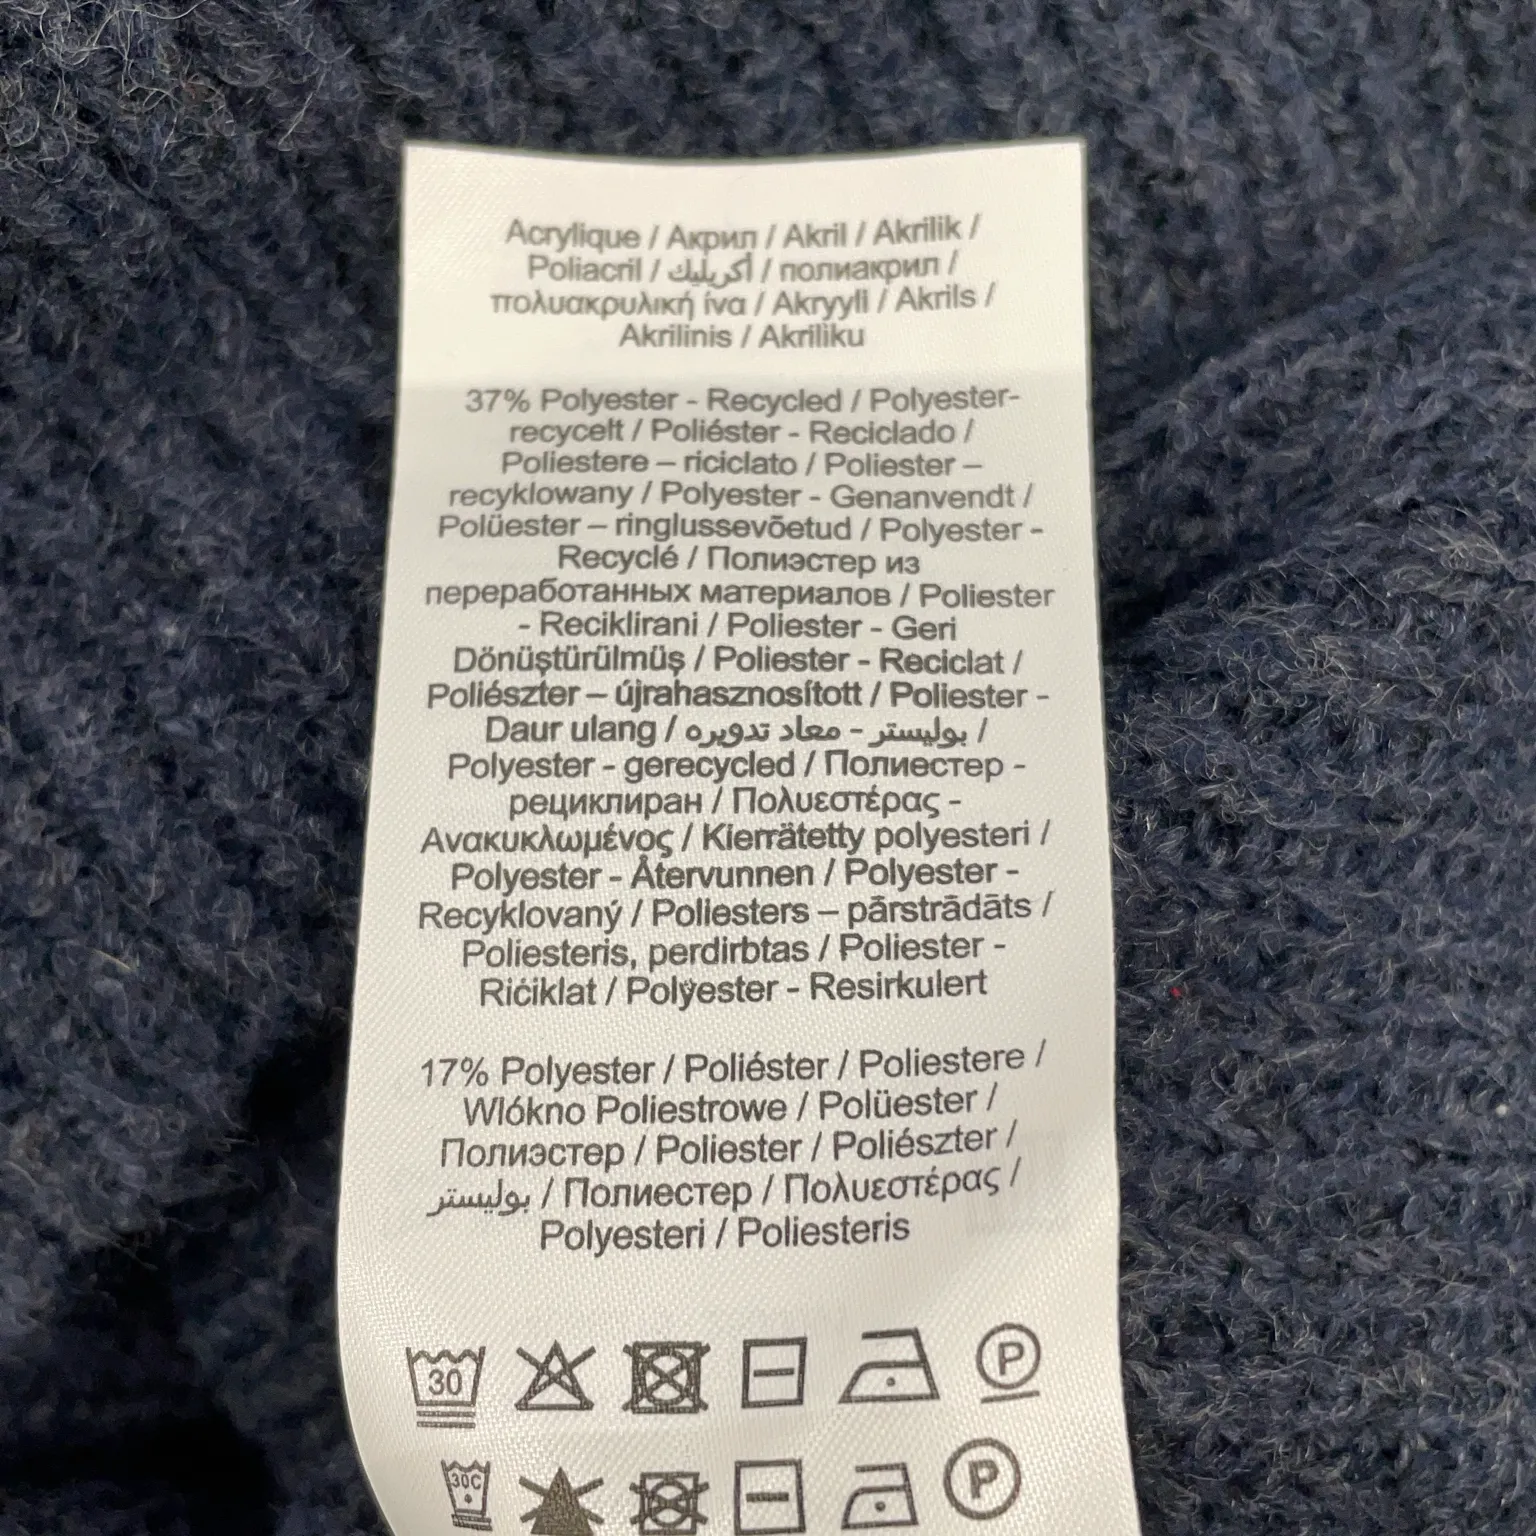 Acrylique / Акрил / Akril / Akrilik /
Poliacril / أكريليك / полиакрил /
πολυακρυλική ίνα / Akryyli / Akrils /
Akrilinis / Akriliku
37% Polyester - Recycled / Polyester-
recycelt / Poliéster - Reciclado /
Poliestere – riciclato / Poliester –
recyklowany / Polyester - Genanvendt /
Polüester – ringlussevõetud / Polyester -
Recyclé / Полиэстер из
переработанных материалов / Poliester
- Reciklirani / Poliester - Geri
Dönüştürülmüş / Poliester - Reciclat /
Poliészter – újrahasznosított / Poliester -
Daur ulang / بوليستر - معاد تدويره /
Polyester - gerecycled / Полиестер -
рециклиран / Πολυεστέρας -
Ανακυκλωμένος / Kierrätetty polyesteri /
Polyester - Återvunnen / Polyester -
Recyklovaný / Poliesters – pārstrādāts /
Poliesteris, perdirbtas / Poliester -
Riċiklat / Polyester - Resirkulert
17% Polyester / Poliéster / Poliestere /
Wlókno Poliestrowe / Polüester /
Полиэстер / Poliester / Poliészter /
بوليستر / Полиестер / Πολυεστέρας /
Polyesteri / Poliesteris
30 P
30C P